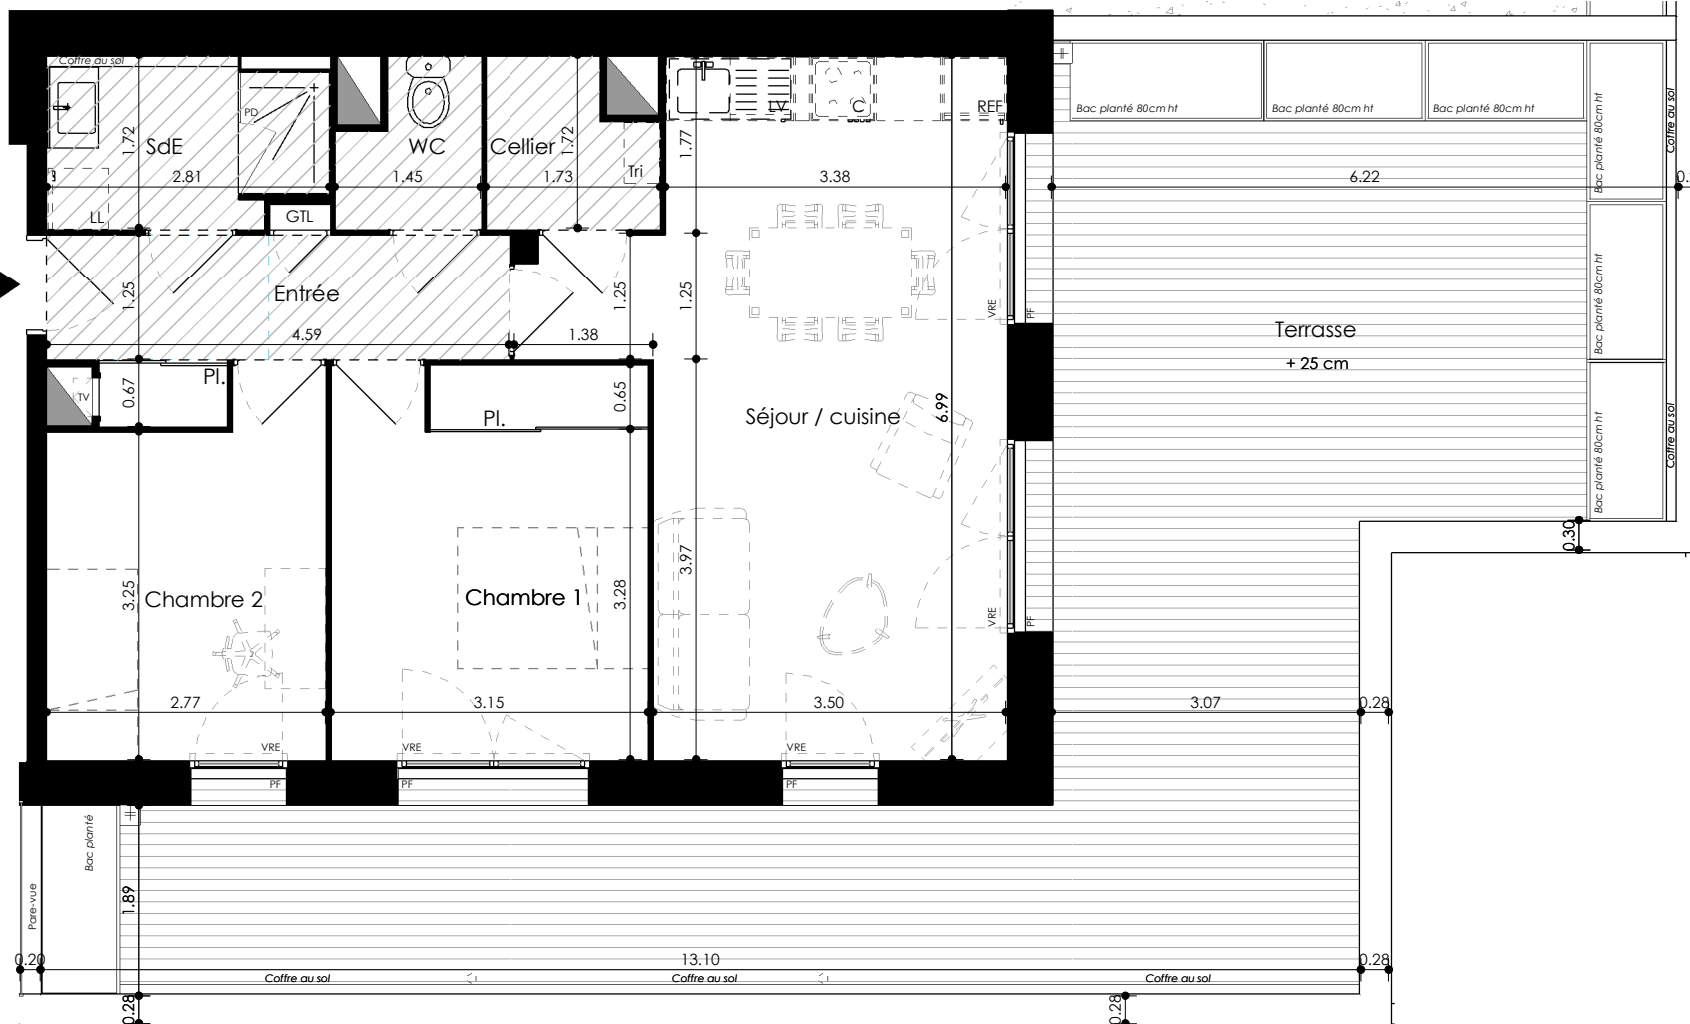 Coffre au sol
PD
1.72
SdE
WC
Cellier
1.72
1.77
LV
C
REF
Bac planté 80cm ht
Bac planté 80cm ht
Bac planté 80cm ht
Bac planté 80cm ht
Coffre au sol
2.81
1.45
1.73
Tri
3.38
6.22
LL
GTL
1.25
Entrée
1.25
1.25
VRE
PF
Bac planté 80cm ht
4.59
1.38
Terrasse
+ 25 cm
0.67
TV
Pl.
Pl.
0.65
Séjour / cuisine
6.99
Bac planté 80cm ht
Coffre au sol
0.30
3.25
Chambre 2
Chambre 1
3.28
3.97
VRE
PF
2.77
3.15
3.50
3.07
0.28
VRE
VRE
VRE
PF
PF
PF
Bac planté
Pare-vue
1.89
0.20
13.10
0.28
Coffre au sol
Coffre au sol
Coffre au sol
0.28
0.28